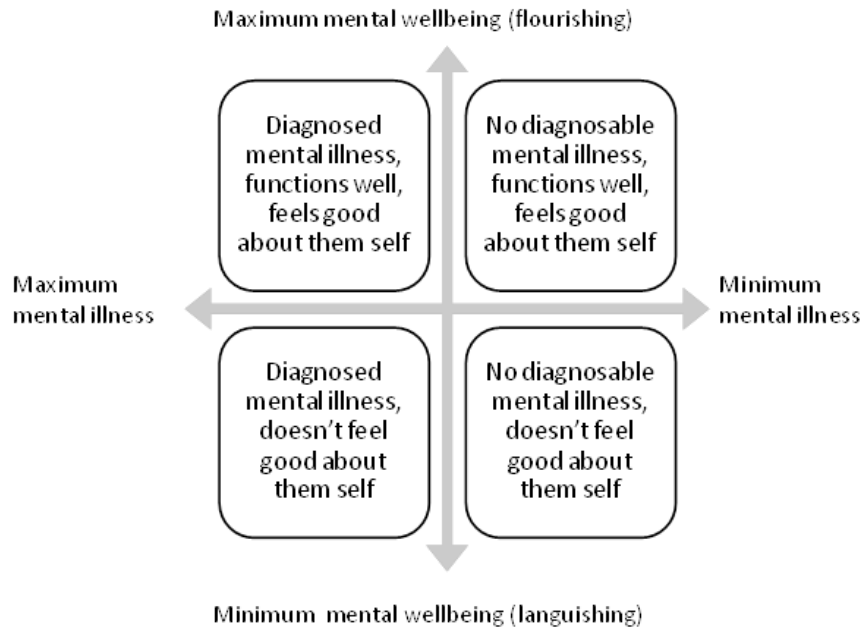 Maximum mental wellbeing (flourishing)
Diagnosed
mental illness,
functions well,
feels good
about them self
No diagnosable
mental illness,
functions well,
feels good
about them self
Maximum
mental illness
Minimum
mental illness
Diagnosed
mental illness,
doesn't feel
good about
them self
No diagnosable
mental illness,
doesn't feel
good about
them self
Minimum mental wellbeing (languishing)